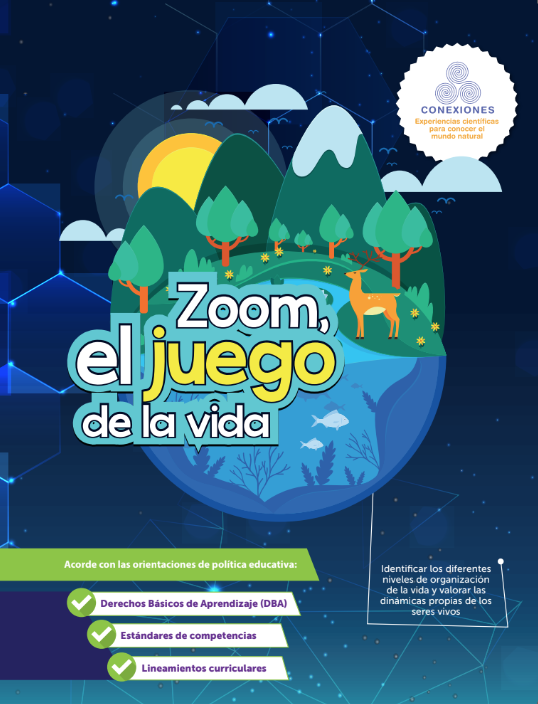 CONEXIONES
Experiencias científicas
para conocer el
mundo natural
Zoom,
el juego
de la vida
Acorde con las orientaciones de política educativa:
Derechos Básicos de Aprendizaje (DBA)
Estándares de competencias
Lineamientos curriculares
Identificar los diferentes
niveles de organización
de la vida y valorar las
dinámicas propias de los
seres vivos